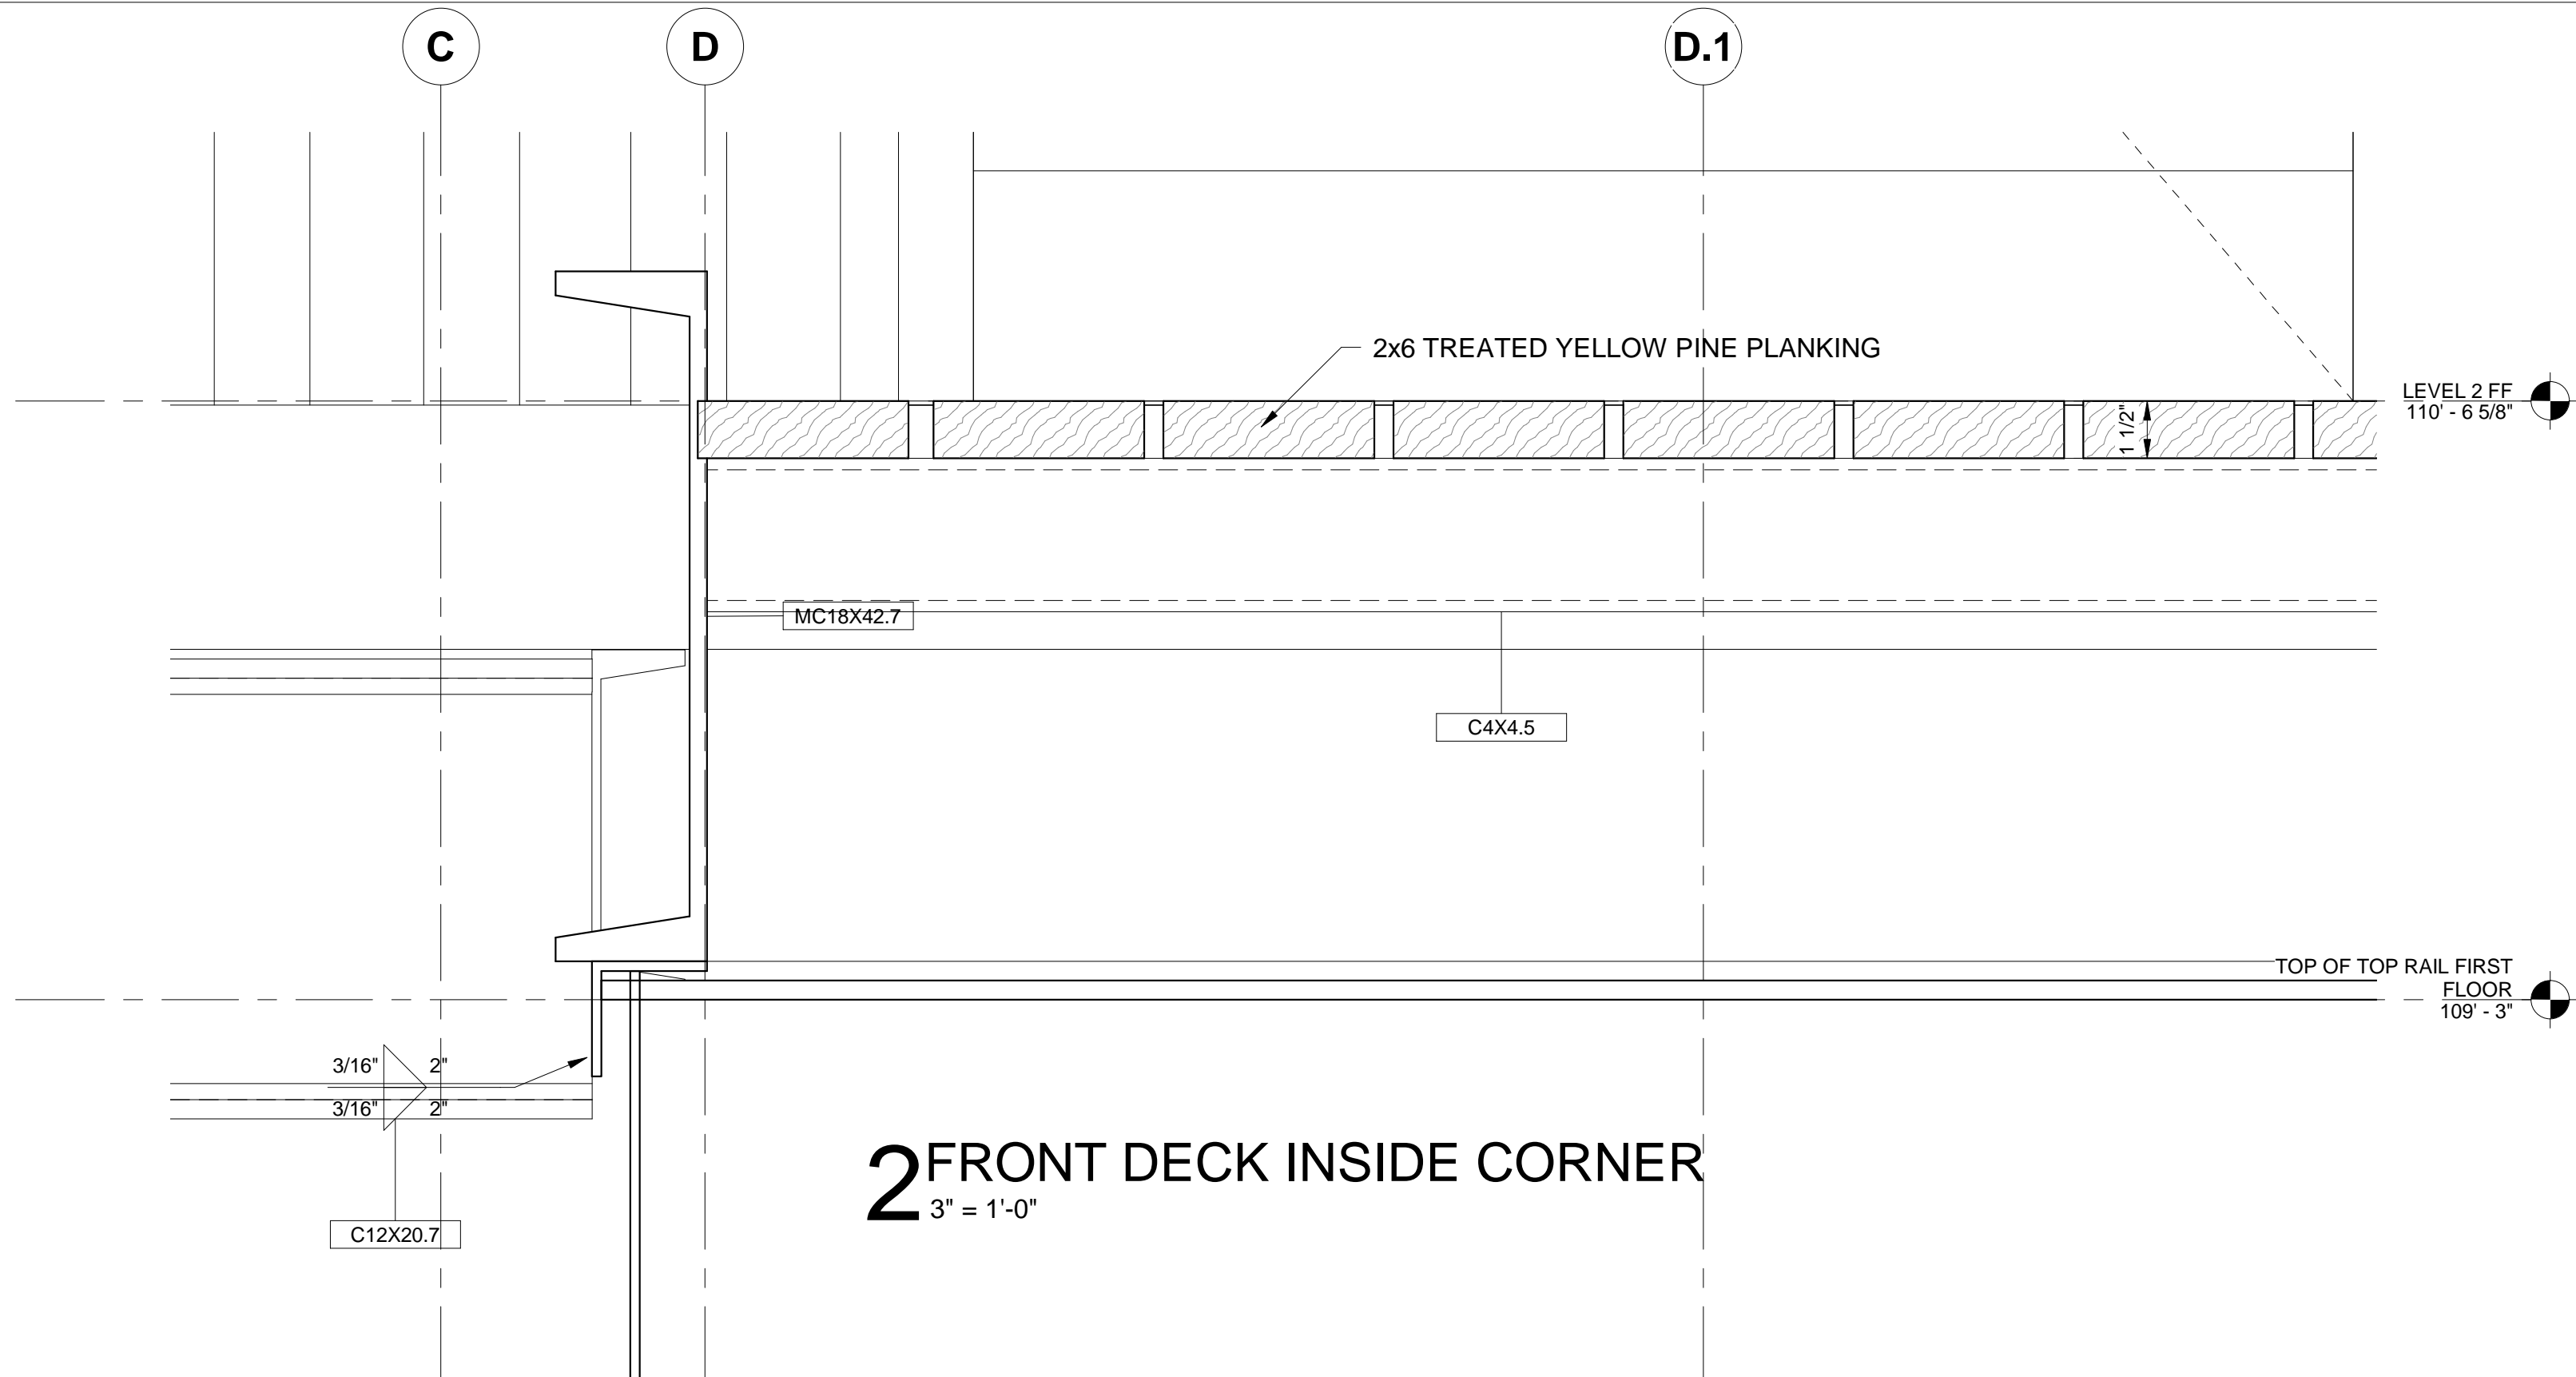 C
D
D.1
2x6 TREATED YELLOW PINE PLANKING
LEVEL 2 FF
110' - 6 5/8"
1 1/2"
MC18X42.7
C4X4.5
TOP OF TOP RAIL FIRST
FLOOR
109' - 3"
3/16" 2"
3/16" 2"
C12X20.7
2 FRONT DECK INSIDE CORNER
3" = 1'-0"